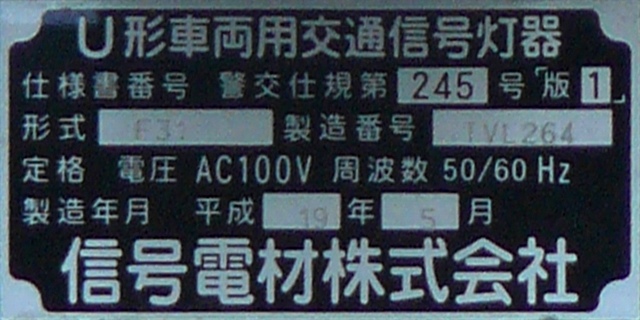 U形車両用交通信号灯器
仕様書番号 警交仕規第 245 号「版1」
形式 F31 製造番号 TVL264
定格 電圧 AC100V 周波数 50/60 Hz
製造年月 平成 19 年 5 月
信号電材株式会社